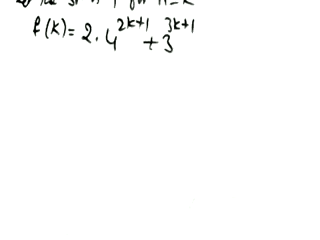 f(k) = 2 · 4^{2k+1} + 3^{3k+1}